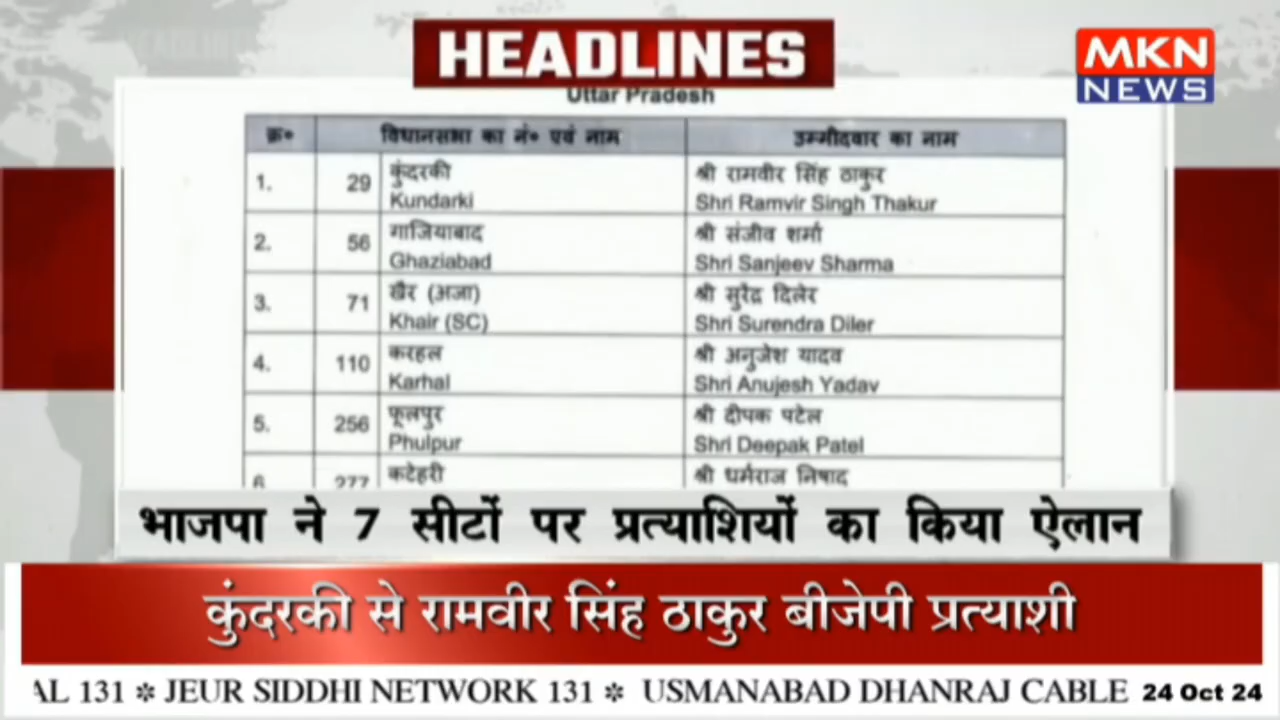 HEADLINES
MKN
NEWS
Uttar Pradesh
क्र० विधानसभा का नं० एवं नाम उम्मीदवार का नाम
1. 29 कुंदरकी श्री रामवीर सिंह ठाकुर
Kundarki Shri Ramvir Singh Thakur
2. 56 गाजियाबाद श्री संजीव शर्मा
Ghaziabad Shri Sanjeev Sharma
3. 71 खैर (अजा) श्री सुरेंद्र दिलेर
Khair (SC) Shri Surendra Diler
4. 110 करहल श्री अनुजेश यादव
Karhal Shri Anujesh Yadav
5. 256 फूलपुर श्री दीपक पटेल
Phulpur Shri Deepak Patel
6. 277 कटेहरी श्री धर्मराज निषाद
भाजपा ने 7 सीटों पर प्रत्याशियों का किया ऐलान
कुंदरकी से रामवीर सिंह ठाकुर बीजेपी प्रत्याशी
AL 131 ✲ JEUR SIDDHI NETWORK 131 ✲ USMANABAD DHANRAJ CABLE 24 Oct 24